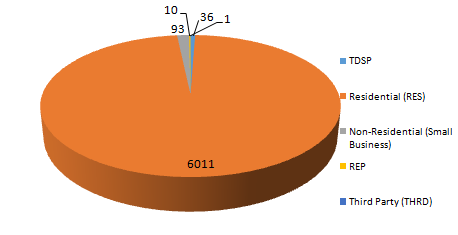 10
36
1
93
TDSP
Residential (RES)
Non-Residential (Small
Business)
REP
6011
Third Party (THRD)